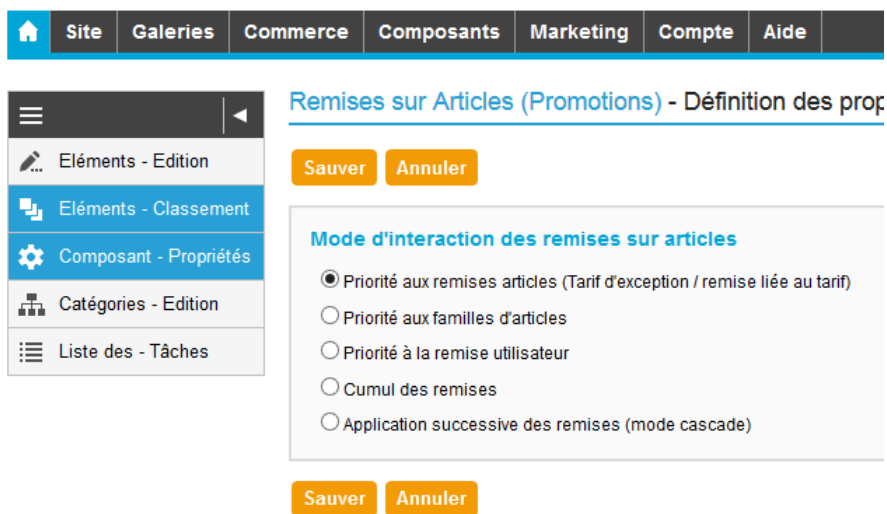 Site Galeries Commerce Composants Marketing Compte Aide
Remises sur Articles (Promotions) - Définition des
Eléments - Edition
Eléments - Classement
Composant - Propriétés
Catégories - Edition
Liste des - Tâches
Sauver Annuler
Mode d'interaction des remises sur articles
Priorité aux remises articles (Tarif d'exception / remise liée au tarif)
Priorité aux familles d'articles
Priorité à la remise utilisateur
Cumul des remises
Application successive des remises (mode cascade)
Sauver Annuler